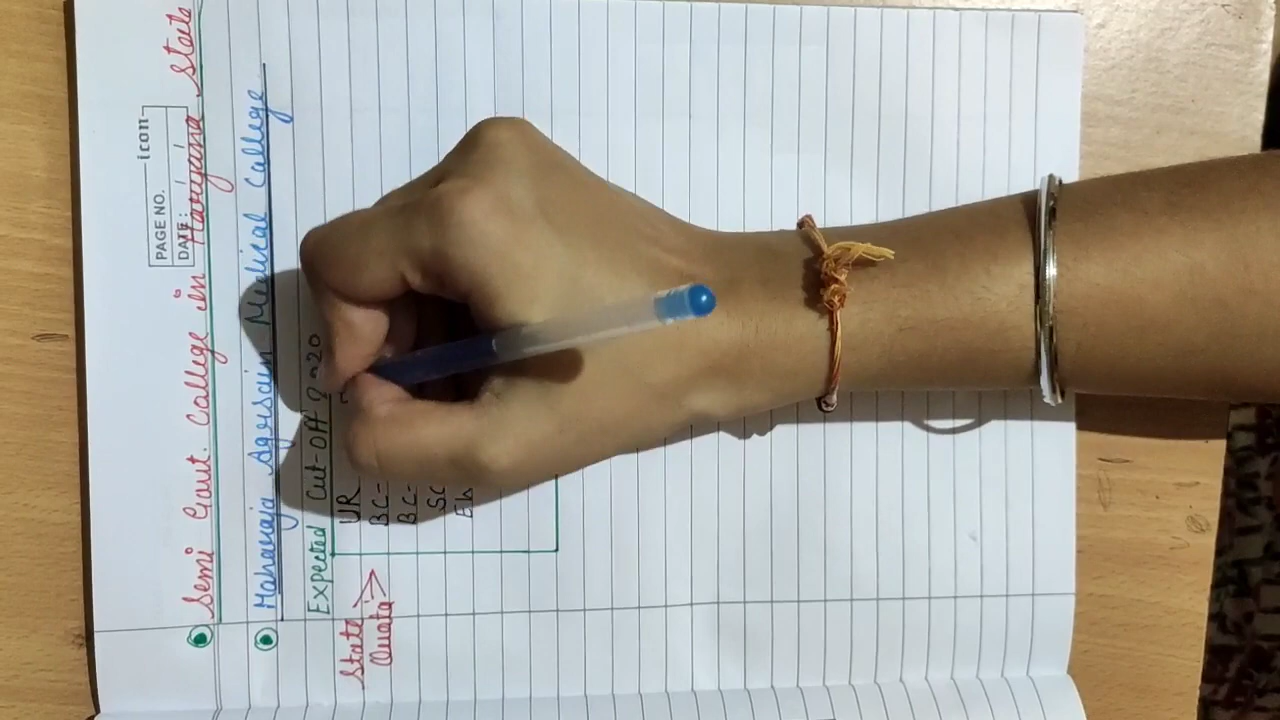 icon
PAGE NO.
DATE:
Semi Govt. College in Haryana State
Maharaja Agrasain Medical College
Expected Cut-Off 2020
State Quota
UR
BC-
BC-
SC